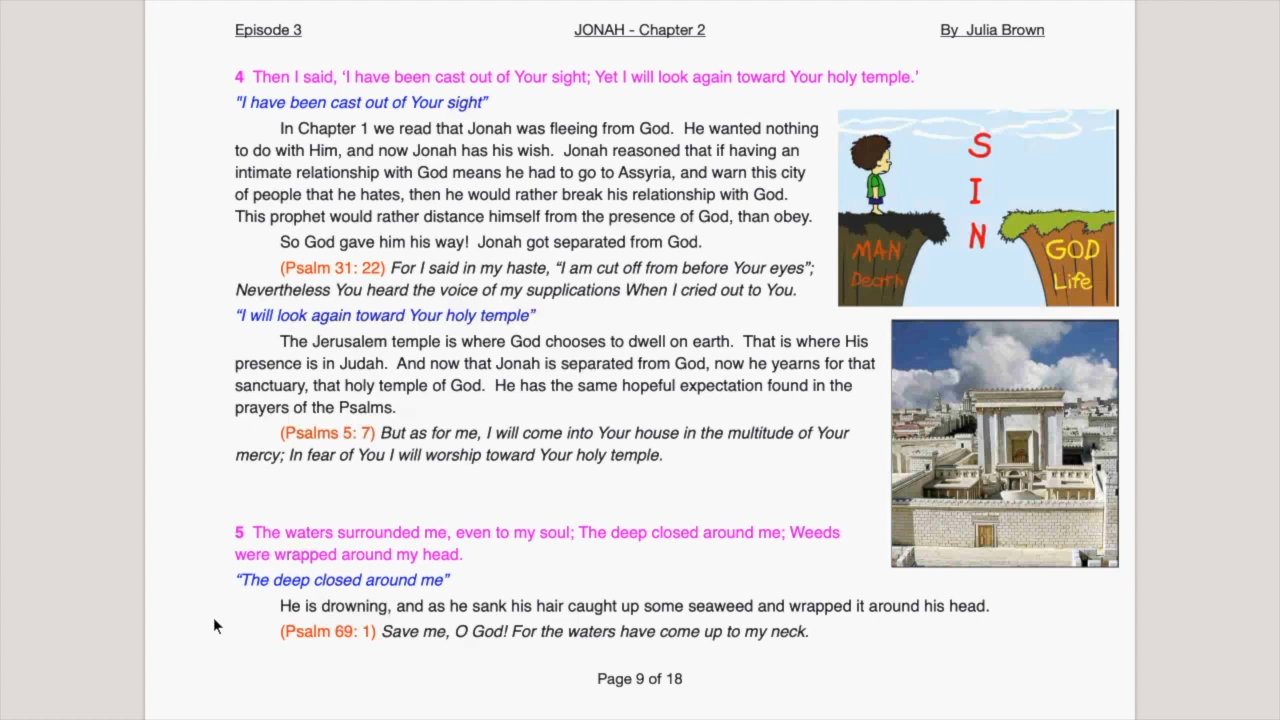 Episode 3 JONAH - Chapter 2 By Julia Brown
4 Then I said, ‘I have been cast out of Your sight; Yet I will look again toward Your holy temple.’
"I have been cast out of Your sight”
In Chapter 1 we read that Jonah was fleeing from God. He wanted nothing
to do with Him, and now Jonah has his wish. Jonah reasoned that if having an
intimate relationship with God means he had to go to Assyria, and warn this city
of people that he hates, then he would rather break his relationship with God.
This prophet would rather distance himself from the presence of God, than obey.
So God gave him his way! Jonah got separated from God.
(Psalm 31: 22) For I said in my haste, “I am cut off from before Your eyes”;
Nevertheless You heard the voice of my supplications When I cried out to You.
S
I
N
MAN
Death
GOD
Life
“I will look again toward Your holy temple”
The Jerusalem temple is where God chooses to dwell on earth. That is where His
presence is in Judah. And now that Jonah is separated from God, now he yearns for that
sanctuary, that holy temple of God. He has the same hopeful expectation found in the
prayers of the Psalms.
(Psalms 5: 7) But as for me, I will come into Your house in the multitude of Your
mercy; In fear of You I will worship toward Your holy temple.
5 The waters surrounded me, even to my soul; The deep closed around me; Weeds
were wrapped around my head.
“The deep closed around me”
He is drowning, and as he sank his hair caught up some seaweed and wrapped it around his head.
(Psalm 69: 1) Save me, O God! For the waters have come up to my neck.
Page 9 of 18